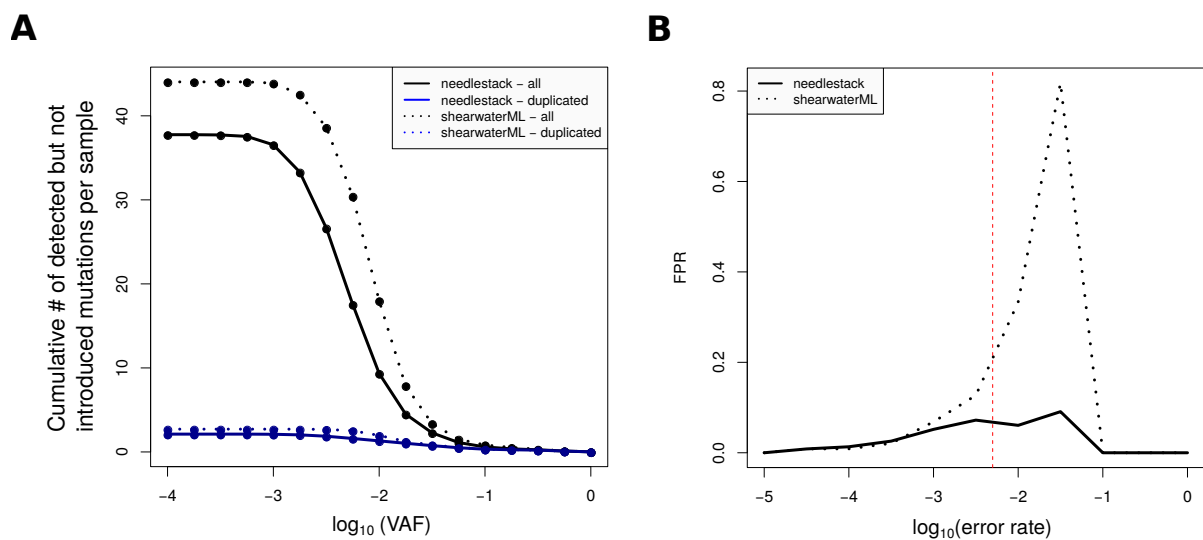 A
Cumulative # of detected but not
introduced mutations per sample
0
10
20
30
40
needlestack − all
needlestack − duplicated
shearwaterML − all
shearwaterML − duplicated
−4
−3
−2
−1
0
log10 (VAF)
B
FPR
0.0
0.2
0.4
0.6
0.8
needlestack
shearwaterML
−5
−4
−3
−2
−1
0
log10(error rate)